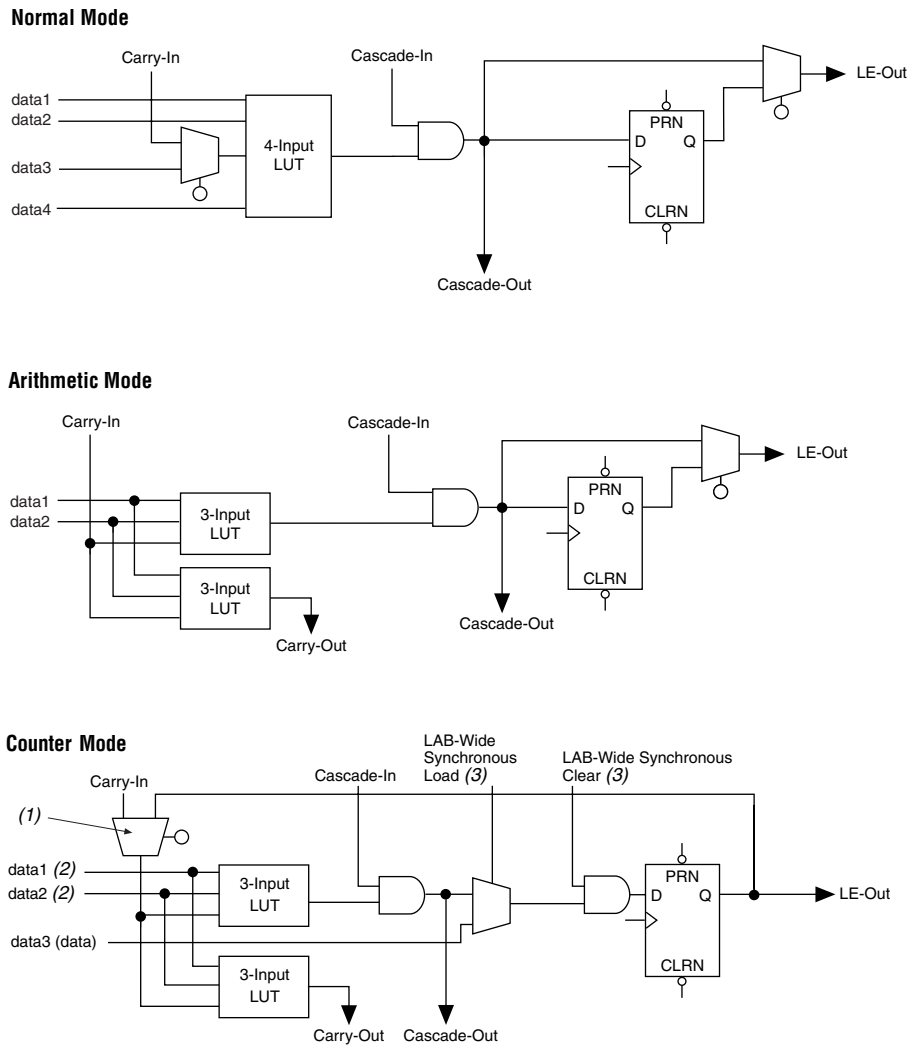 Normal Mode
Carry-In
Cascade-In
LE-Out
data1
data2
data3
data4
4-Input
LUT
PRN
D Q
CLRN
Cascade-Out
Arithmetic Mode
Carry-In
Cascade-In
LE-Out
data1
data2
3-Input
LUT
3-Input
LUT
PRN
D Q
CLRN
Carry-Out
Cascade-Out
Counter Mode
LAB-Wide
Synchronous
Load (3)
LAB-Wide Synchronous
Clear (3)
Carry-In
Cascade-In
(1)
data1 (2)
data2 (2)
data3 (data)
3-Input
LUT
3-Input
LUT
PRN
D Q
CLRN
LE-Out
Carry-Out
Cascade-Out